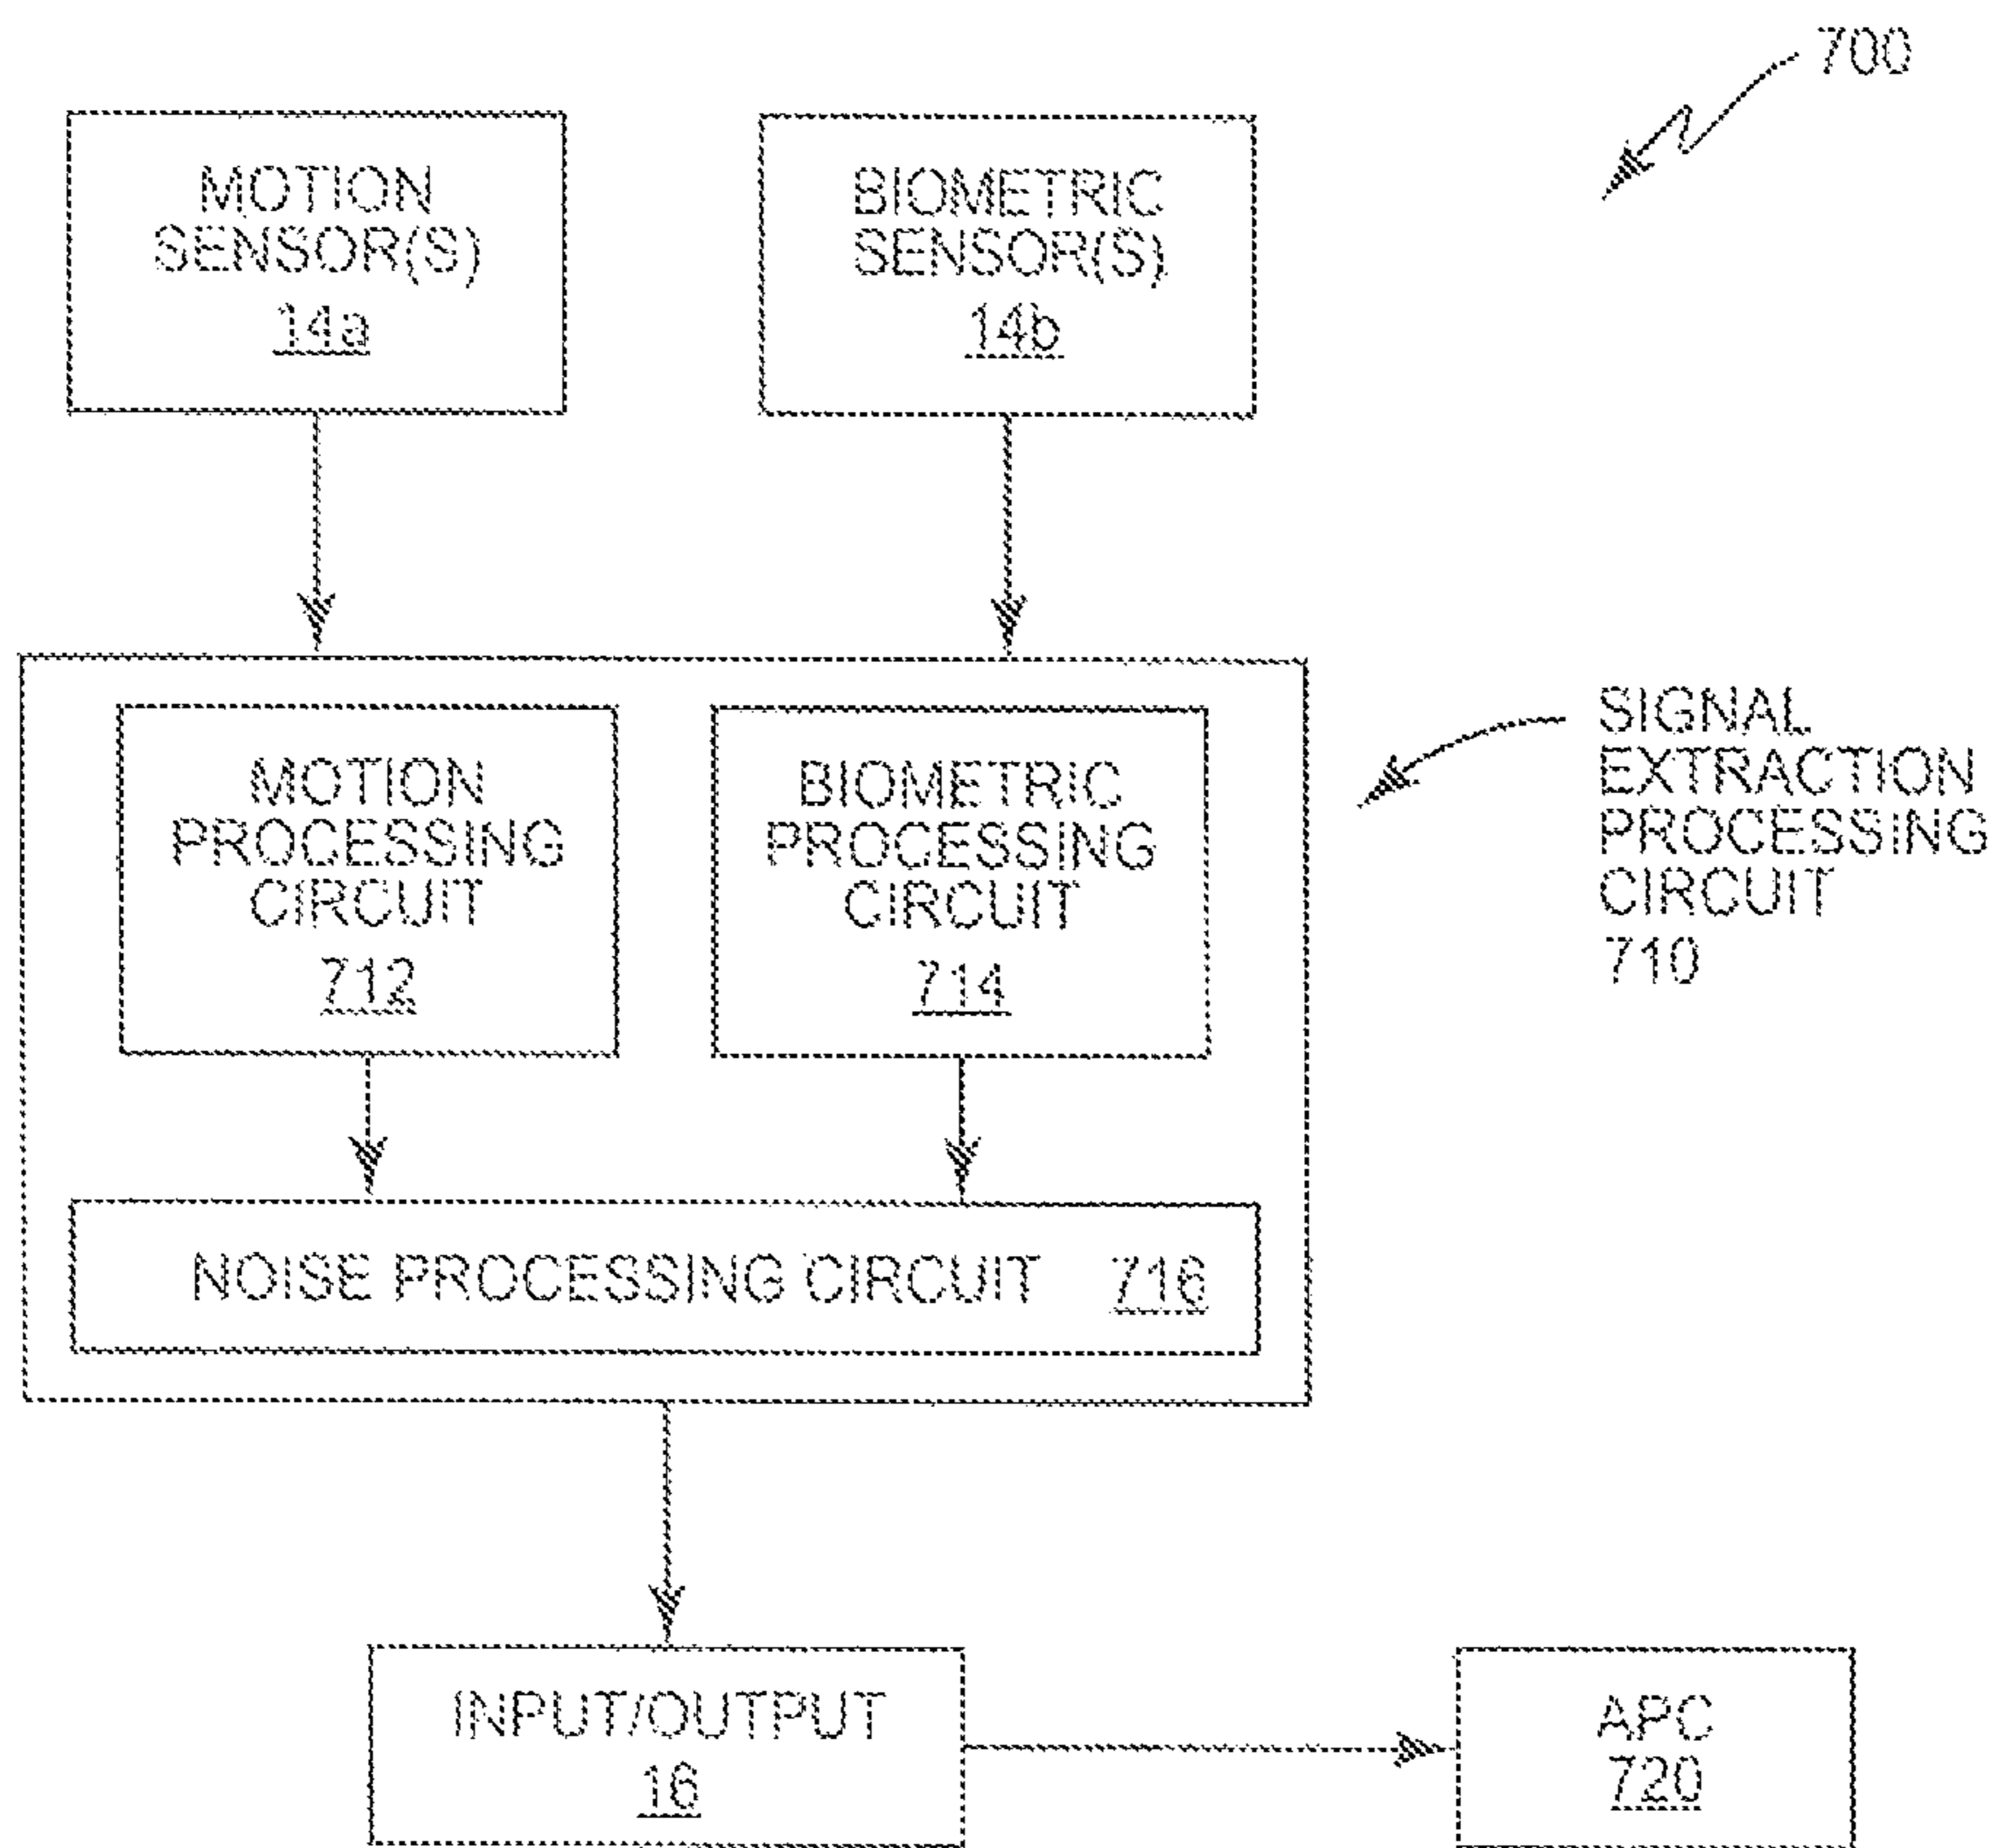 700
MOTION
SENSOR(S)
14a
BIOMETRIC
SENSOR(S)
14b
MOTION
PROCESSING
CIRCUIT
712
BIOMETRIC
PROCESSING
CIRCUIT
714
SIGNAL
EXTRACTION
PROCESSING
CIRCUIT
710
NOISE PROCESSING CIRCUIT 716
INPUT/OUTPUT
16
APC
720